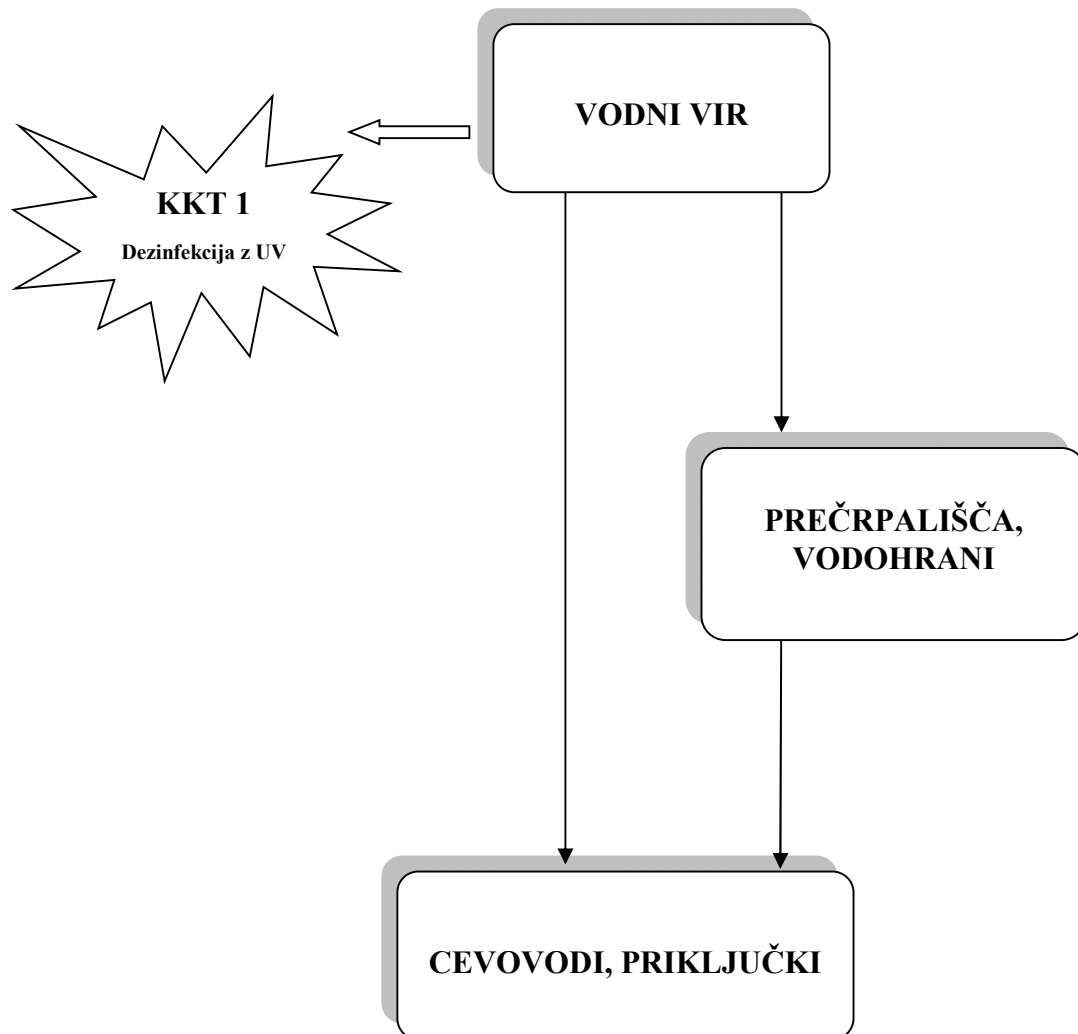 VODNI VIR
KKT 1
Dezinfekcija z UV
PREČRPALIŠČA,
VODOHRANI
CEVOVODI, PRIKLJUČKI